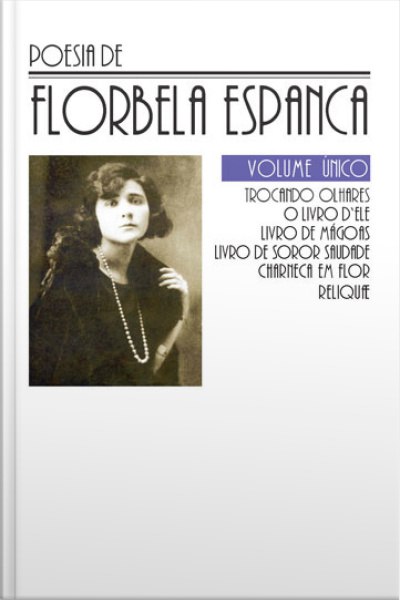 POESIA DE
FLORBELA ESPANCA
VOLUME ÚNICO
TROCANDO OLHARES
O LIVRO D'ELE
LIVRO DE MÁGOAS
LIVRO DE SOROR SAUDADE
CHARNECA EM FLOR
RELIQUIÆ